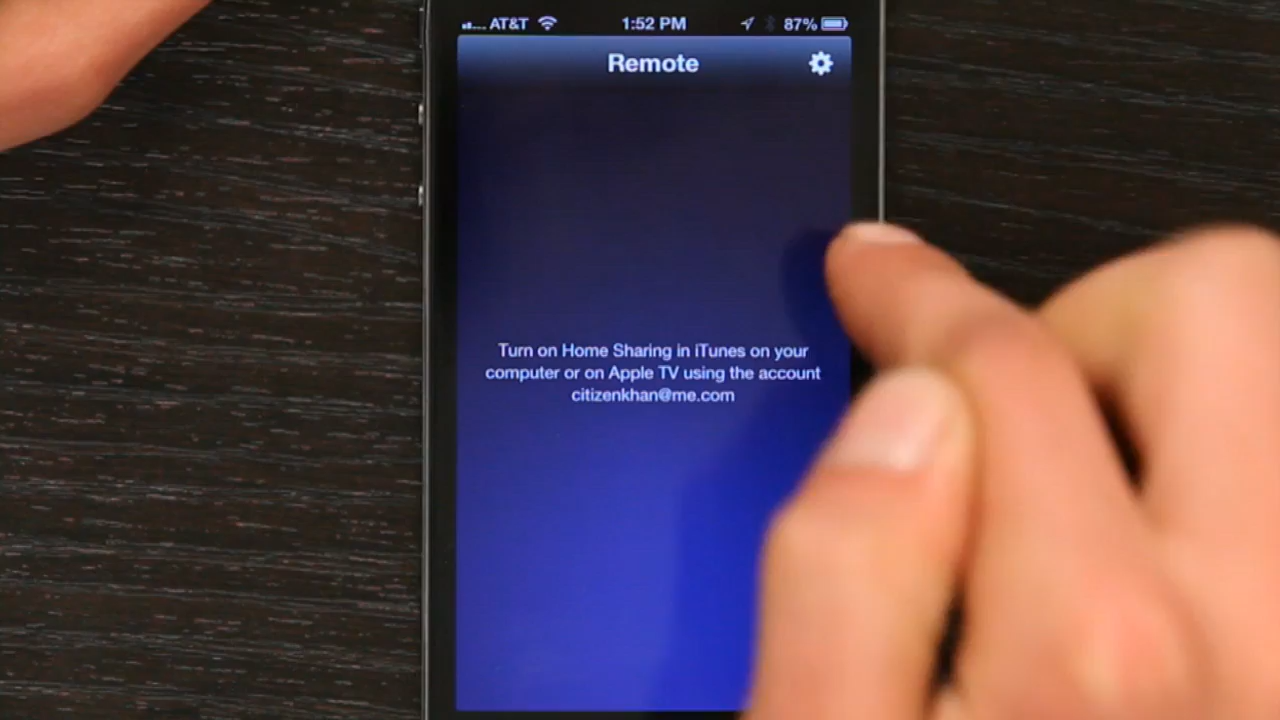 AT&T 1:52 PM 87%
Remote
Turn on Home Sharing in iTunes on your
computer or on Apple TV using the account
citizenkhan@me.com